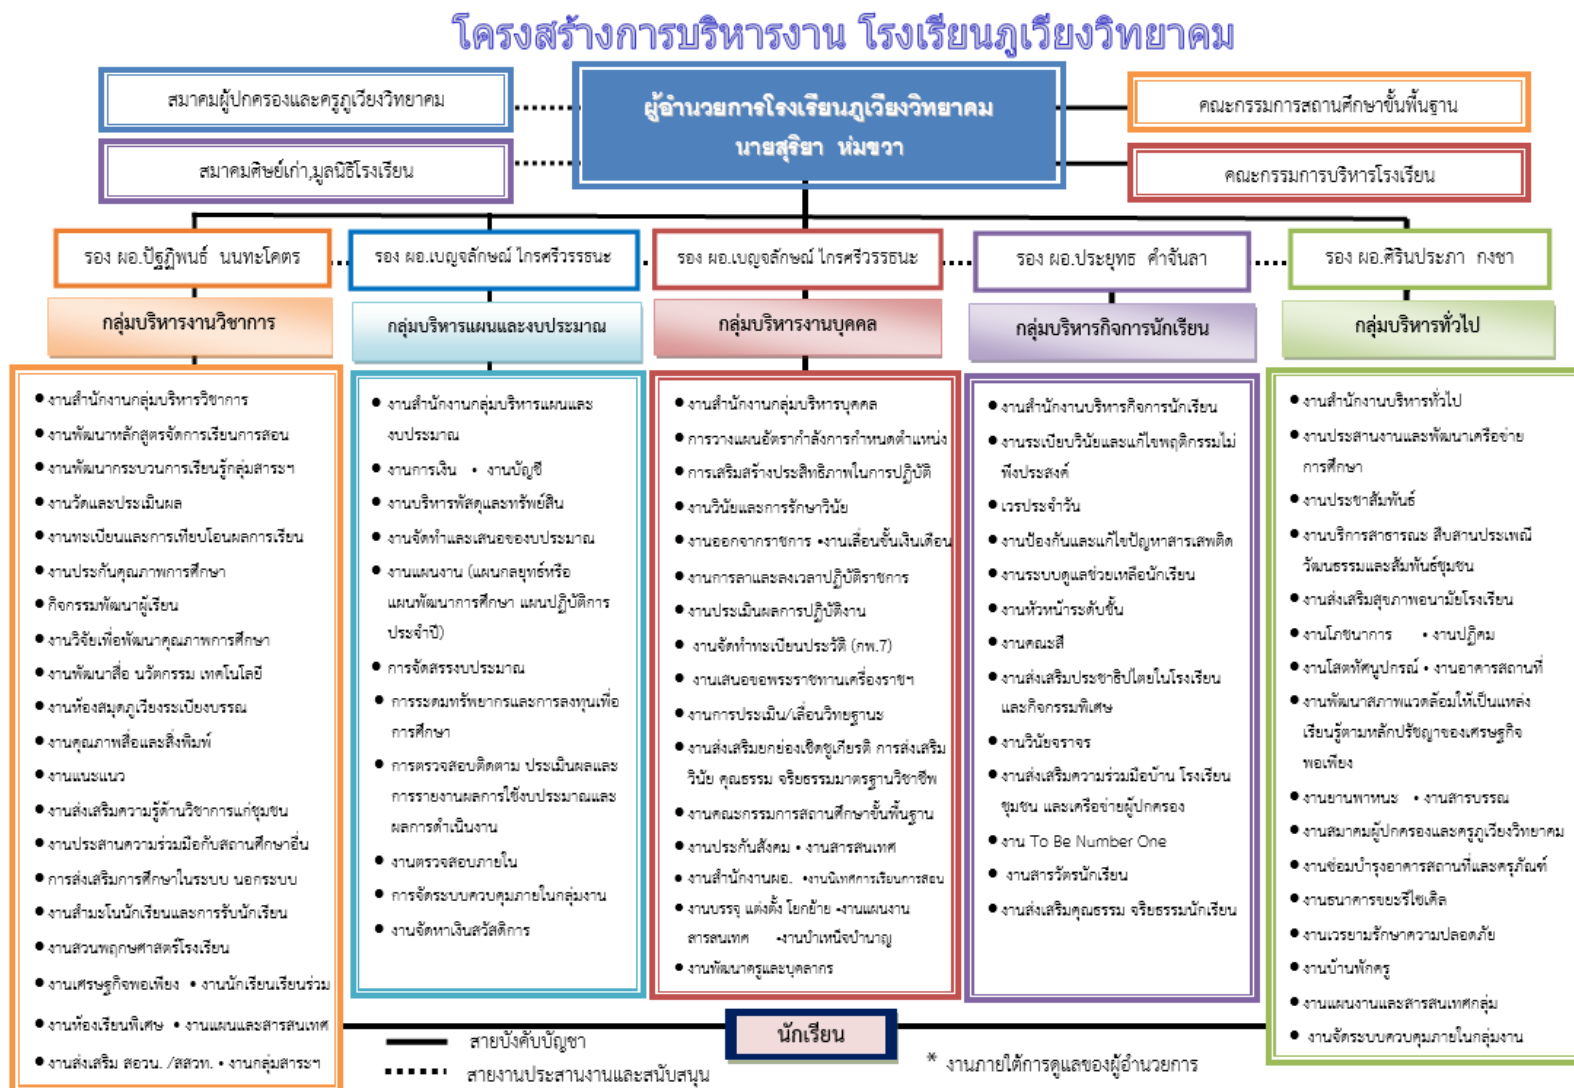 โครงสร้างการบริหารงาน โรงเรียนภูเวียงวิทยาคม
สมาคมผู้ปกครองและครูภูเวียงวิทยาคม
ผู้อำนวยการโรงเรียนภูเวียงวิทยาคม
นายสุริยา ห่มขวา
คณะกรรมการสถานศึกษาขั้นพื้นฐาน
สมาคมศิษย์เก่า,มูลนิธิโรงเรียน
คณะกรรมการบริหารโรงเรียน
รอง ผอ.ปัฐฏิพนธ์ นนทะโคตร
รอง ผอ.เบญจลักษณ์ ไกรศรีวรรธนะ
รอง ผอ.เบญจลักษณ์ ไกรศรีวรรธนะ
รอง ผอ.ประยุทธ คำจันลา
รอง ผอ.ศิรินประภา กงชา
กลุ่มบริหารงานวิชาการ
กลุ่มบริหารแผนและงบประมาณ
กลุ่มบริหารงานบุคคล
กลุ่มบริหารกิจการนักเรียน
กลุ่มบริหารทั่วไป
• งานสำนักงานกลุ่มบริหารวิชาการ
• งานพัฒนาหลักสูตรจัดการเรียนการสอน
• งานพัฒนากระบวนการเรียนรู้กลุ่มสาระฯ
• งานวัดและประเมินผล
• งานทะเบียนและการเทียบโอนผลการเรียน
• งานประกันคุณภาพการศึกษา
• กิจกรรมพัฒนาผู้เรียน
• งานวิจัยเพื่อพัฒนาคุณภาพการศึกษา
• งานพัฒนาสื่อ นวัตกรรม เทคโนโลยี
• งานห้องสมุดภูเวียงระเบียงบรรณ
• งานคุณภาพสื่อและสิ่งพิมพ์
• งานแนะแนว
• งานส่งเสริมความรู้ด้านวิชาการแก่ชุมชน
• งานประสานความร่วมมือกับสถานศึกษาอื่น
• การส่งเสริมการศึกษาในระบบ นอกระบบ
• งานสำมะโนนักเรียนและการรับนักเรียน
• งานสวนพฤกษศาสตร์โรงเรียน
• งานเศรษฐกิจพอเพียง • งานนักเรียนเรียนร่วม
• งานห้องเรียนพิเศษ • งานแผนและสารสนเทศ
• งานส่งเสริม สอวน. /สสวท. • งานกลุ่มสาระฯ
• งานสำนักงานกลุ่มบริหารแผนและ
งบประมาณ
• งานการเงิน • งานบัญชี
• งานบริหารพัสดุและทรัพย์สิน
• งานจัดทำและเสนอของบประมาณ
• งานแผนงาน (แผนกลยุทธ์หรือ
แผนพัฒนาการศึกษา แผนปฏิบัติการ
ประจำปี)
• การจัดสรรงบประมาณ
• การระดมทรัพยากรและการลงทุนเพื่อ
การศึกษา
• การตรวจสอบติดตาม ประเมินผลและ
การรายงานผลการใช้งบประมาณและ
ผลการดำเนินงาน
• งานตรวจสอบภายใน
• การจัดระบบควบคุมภายในกลุ่มงาน
• งานจัดหาเงินสวัสดิการ
• งานสำนักงานกลุ่มบริหารบุคคล
• การวางแผนอัตรากำลังการกำหนดตำแหน่ง
• การเสริมสร้างประสิทธิภาพในการปฏิบัติ
• งานวินัยและการรักษาวินัย
• งานออกจากราชการ •งานเลื่อนขั้นเงินเดือน
• งานการลาและลงเวลาปฏิบัติราชการ
• งานประเมินผลการปฏิบัติงาน
• งานจัดทำทะเบียนประวัติ (กพ.7)
• งานเสนอขอพระราชทานเครื่องราชฯ
• งานการประเมิน/เลื่อนวิทยฐานะ
• งานส่งเสริมยกย่องเชิดชูเกียรติ การส่งเสริม
วินัย คุณธรรม จริยธรรมมาตรฐานวิชาชีพ
• งานคณะกรรมการสถานศึกษาขั้นพื้นฐาน
• งานประกันสังคม • งานสารสนเทศ
• งานสำนักงานผอ. •งานนิเทศการเรียนการสอน
• งานบรรจุ แต่งตั้ง โยกย้าย •งานแผนงาน
สารสนเทศ •งานบำเหน็จบำนาญ
• งานพัฒนาครูและบุคลากร
• งานสำนักงานบริหารกิจการนักเรียน
• งานระเบียบวินัยและแก้ไขพฤติกรรมไม่
พึงประสงค์
• เวรประจำวัน
• งานป้องกันและแก้ไขปัญหาสารเสพติด
• งานระบบดูแลช่วยเหลือนักเรียน
• งานหัวหน้าระดับชั้น
• งานคณะสี
• งานส่งเสริมประชาธิปไตยในโรงเรียน
และกิจกรรมพิเศษ
• งานวินัยจราจร
• งานส่งเสริมความร่วมมือบ้าน โรงเรียน
ชุมชน และเครือข่ายผู้ปกครอง
• งาน To Be Number One
• งานสารวัตรนักเรียน
• งานส่งเสริมคุณธรรม จริยธรรมนักเรียน
• งานสำนักงานบริหารทั่วไป
• งานประสานงานและพัฒนาเครือข่าย
การศึกษา
• งานประชาสัมพันธ์
• งานบริการสาธารณะ สืบสานประเพณี
วัฒนธรรมและสัมพันธ์ชุมชน
• งานส่งเสริมสุขภาพอนามัยโรงเรียน
• งานโภชนาการ • งานปฏิคม
• งานโสตทัศนูปกรณ์ • งานอาคารสถานที่
• งานพัฒนาสภาพแวดล้อมให้เป็นแหล่ง
เรียนรู้ตามหลักปรัชญาของเศรษฐกิจ
พอเพียง
• งานยานพาหนะ • งานสารบรรณ
• งานสมาคมผู้ปกครองและครูภูเวียงวิทยาคม
• งานซ่อมบำรุงอาคารสถานที่และครุภัณฑ์
• งานธนาคารขยะรีไซเคิล
• งานเวรยามรักษาความปลอดภัย
• งานบ้านพักครู
• งานแผนงานและสารสนเทศกลุ่ม
• งานจัดระบบควบคุมภายในกลุ่มงาน
นักเรียน
สายบังคับบัญชา
สายงานประสานงานและสนับสนุน
* งานภายใต้การดูแลของผู้อำนวยการ